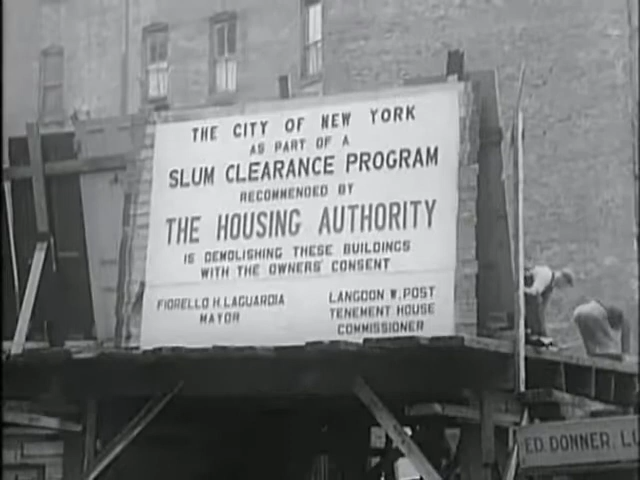 THE CITY OF NEW YORK
AS PART OF A
SLUM CLEARANCE PROGRAM
RECOMMENDED BY
THE HOUSING AUTHORITY
IS DEMOLISHING THESE BUILDINGS
WITH THE OWNERS' CONSENT
FIORELLO H. LAGUARDIA
MAYOR
LANGDON W. POST
TENEMENT HOUSE
COMMISSIONER
ED. DONNER, LU